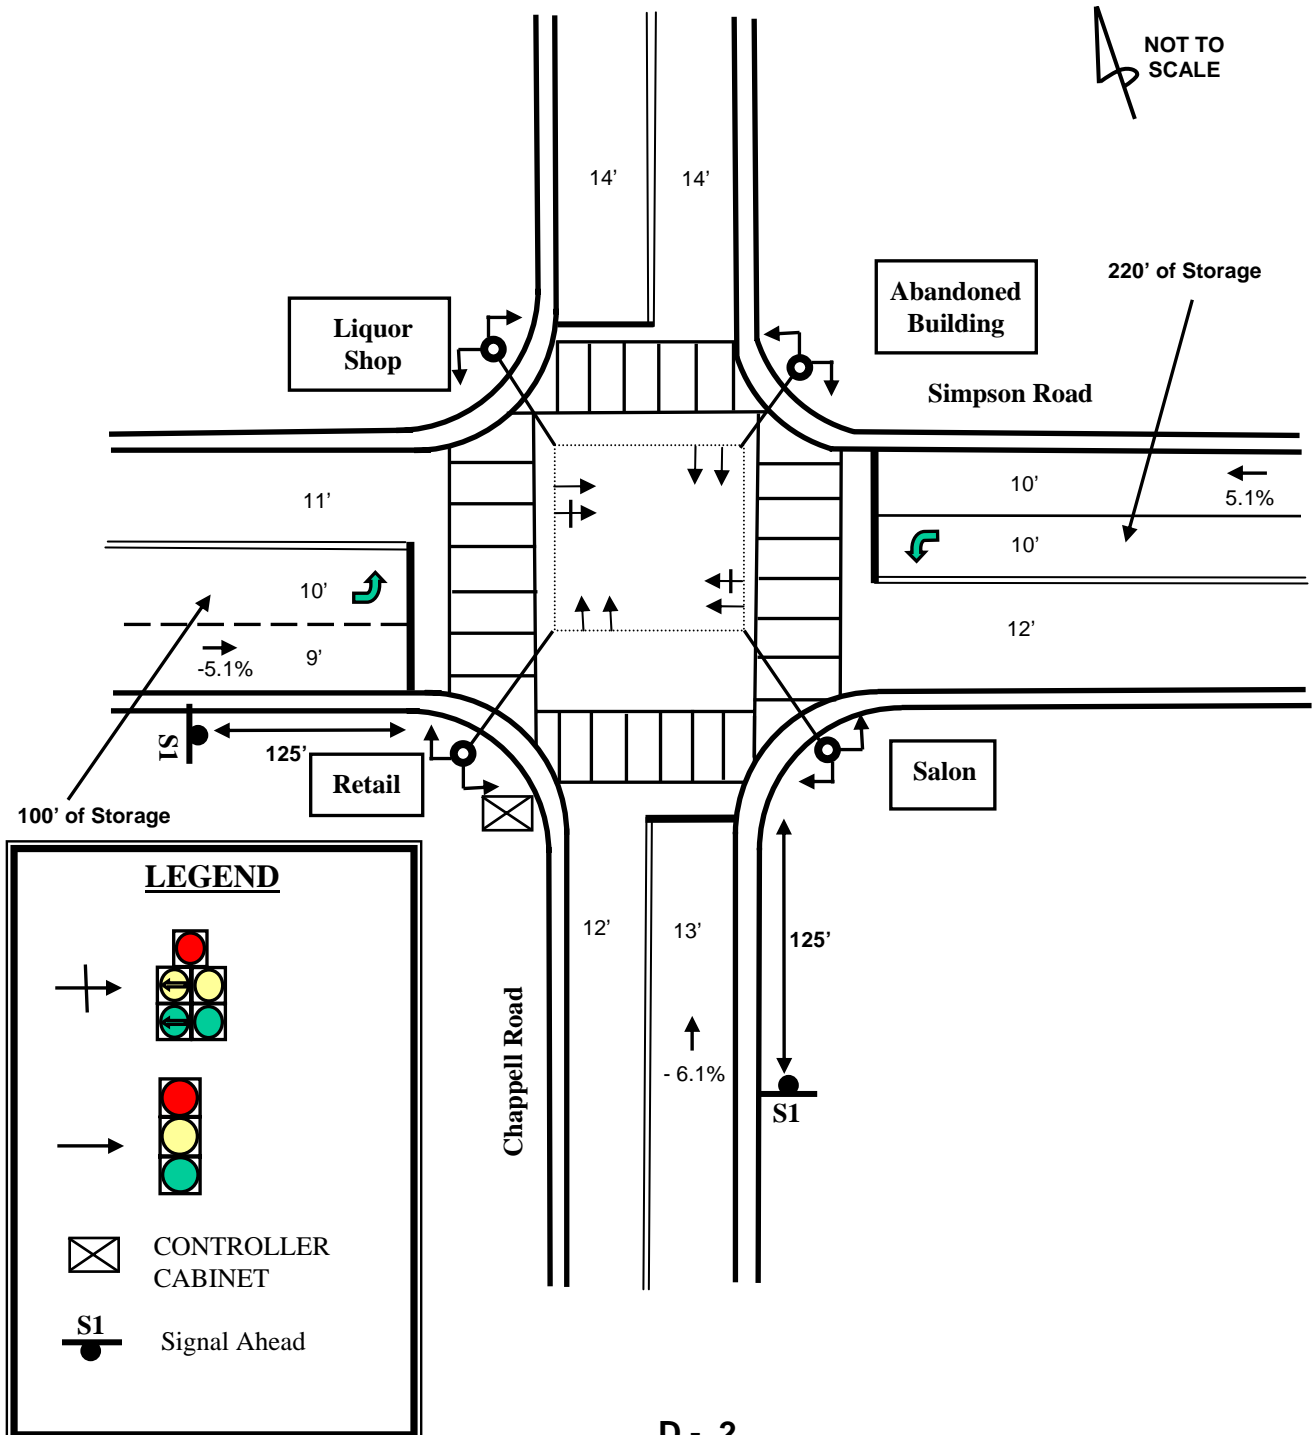 NOT TO
SCALE
14’
14’
220’ of Storage
Abandoned
Building
Liquor
Shop
Simpson Road
11’
10’
5.1%
10’
10’
12’
-5.1%
9’
S1
125’
Retail
Salon
100’ of Storage
LEGEND
12’
13’
125’
Chappell Road
- 6.1%
S1
CONTROLLER
CABINET
S1
Signal Ahead
D - 2